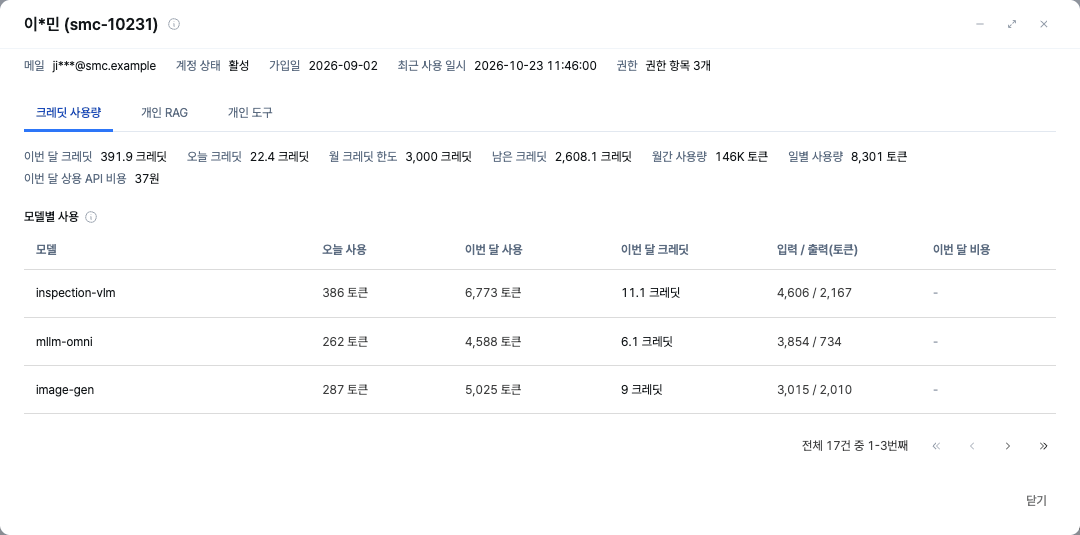 이*민 (smc-10231)
메일 ji***@smc.example 계정 상태 활성 가입일 2026-09-02 최근 사용 일시 2026-10-23 11:46:00 권한 권한 항목 3개
크레딧 사용량 개인 RAG 개인 도구
이번 달 크레딧 391.9 크레딧 오늘 크레딧 22.4 크레딧 월 크레딧 한도 3,000 크레딧 남은 크레딧 2,608.1 크레딧 월간 사용량 146K 토큰 일별 사용량 8,301 토큰
이번 달 상용 API 비용 37원
모델별 사용
모델 오늘 사용 이번 달 사용 이번 달 크레딧 입력 / 출력(토큰) 이번 달 비용
inspection-vlm 386 토큰 6,773 토큰 11.1 크레딧 4,606 / 2,167 -
mllm-omni 262 토큰 4,588 토큰 6.1 크레딧 3,854 / 734 -
image-gen 287 토큰 5,025 토큰 9 크레딧 3,015 / 2,010 -
전체 17건 중 1-3번째
닫기